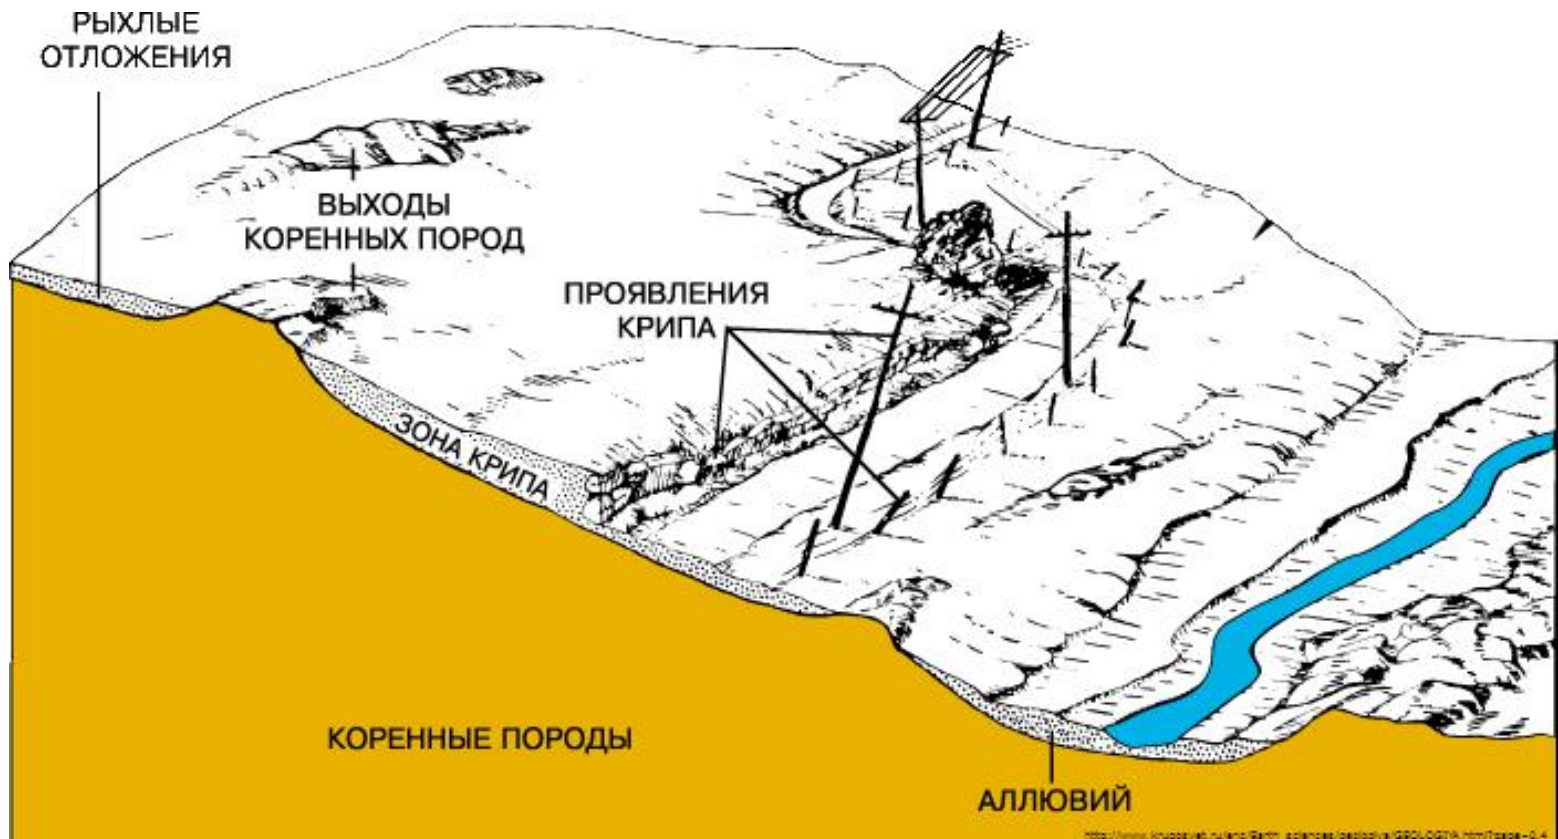 РЫХЛЫЕ
ОТЛОЖЕНИЯ
ВЫХОДЫ
КОРЕННЫХ ПОРОД
ПРОЯВЛЕНИЯ
КРИПА
ЗОНА КРИПА
КОРЕННЫЕ ПОРОДЫ
АЛЛЮВИЙ